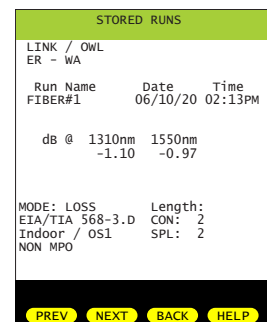 STORED RUNS
LINK / OWL
ER - WA
Run Name Date Time
FIBER#1 06/10/20 02:13PM
dB @ 1310nm 1550nm
-1.10 -0.97
MODE: LOSS Length:
EIA/TIA 568-3.D CON: 2
Indoor / OS1 SPL: 2
NON MPO
PREV NEXT BACK HELP